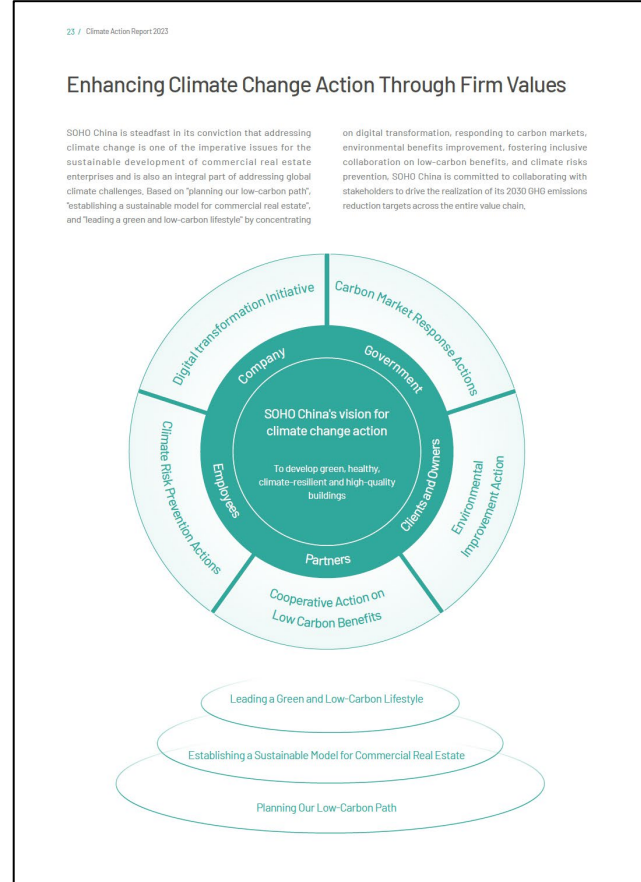 23 / Climate Action Report 2023
Enhancing Climate Change Action Through Firm Values
SOHO China is steadfast in its conviction that addressing
climate change is one of the imperative issues for the
sustainable development of commercial real estate
enterprises and is also an integral part of addressing global
climate challenges. Based on "planning our low-carbon path",
"establishing a sustainable model for commercial real estate",
and "leading a green and low-carbon lifestyle" by concentrating
on digital transformation, responding to carbon markets,
environmental benefits improvement, fostering inclusive
collaboration on low-carbon benefits, and climate risks
prevention, SOHO China is committed to collaborating with
stakeholders to drive the realization of its 2030 GHG emissions
reduction targets across the entire value chain.
Digital transformation Initiative
Carbon Market Response Actions
Company
Government
SOHO China's vision for
climate change action
To develop green, healthy,
climate-resilient and high-quality
buildings
Climate Risk Prevention Actions
Employees
Clients and Owners
Environmental
Improvement Action
Partners
Cooperative Action on
Low Carbon Benefits
Leading a Green and Low-Carbon Lifestyle
Establishing a Sustainable Model for Commercial Real Estate
Planning Our Low-Carbon Path